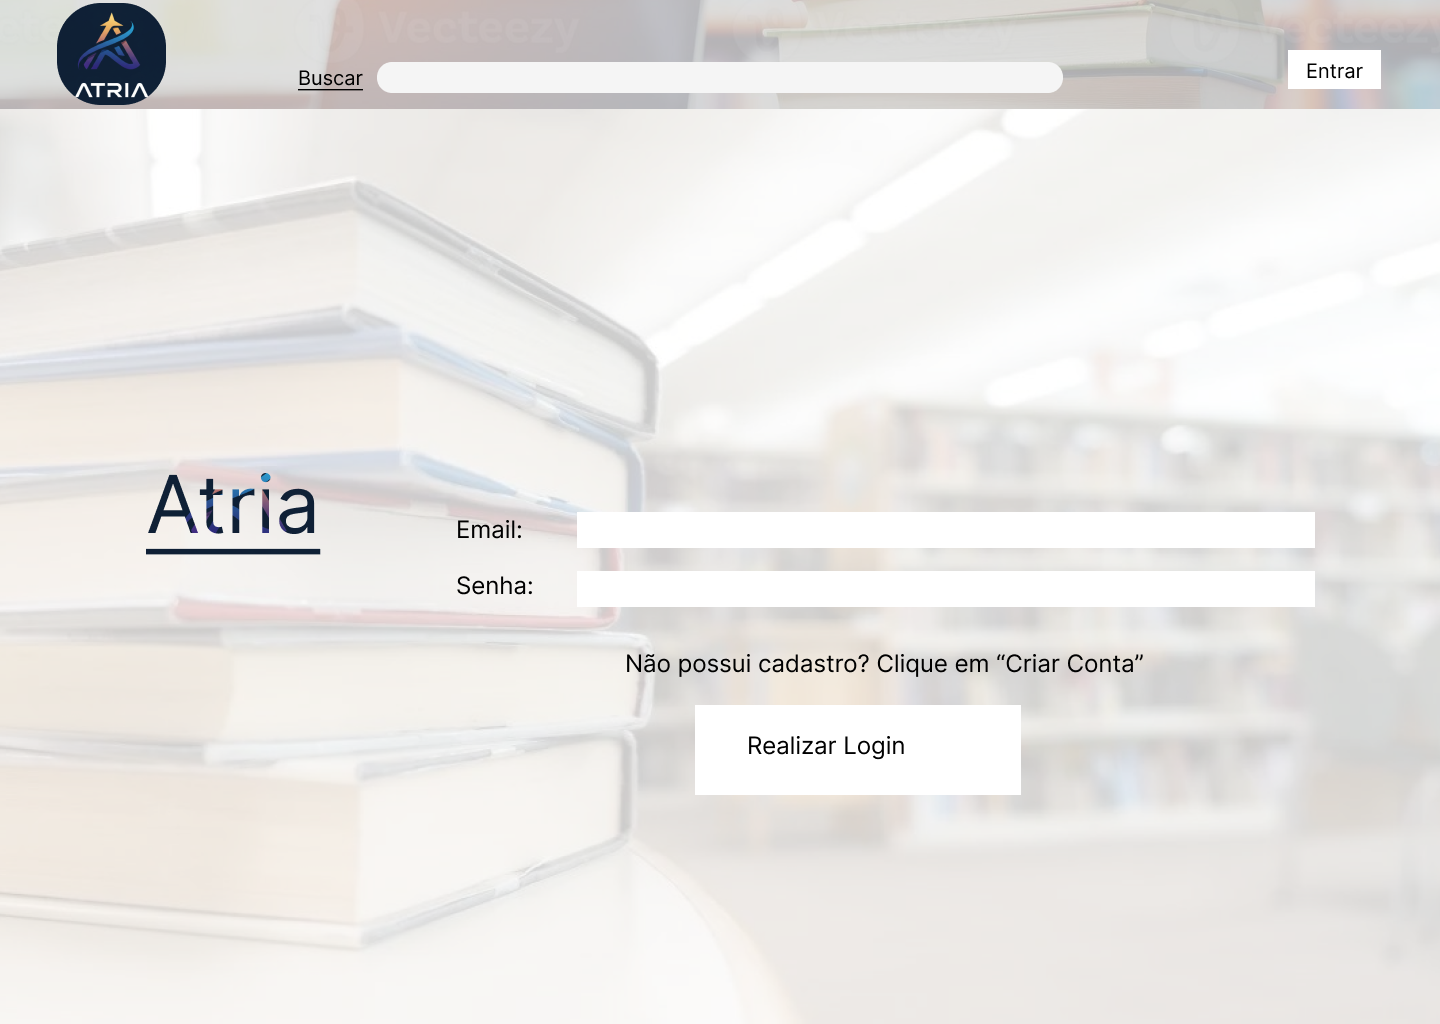 Vecteezy
ATRIA
Buscar
Entrar
Atria
Email:
Senha:
Não possui cadastro? Clique em “Criar Conta”
Realizar Login